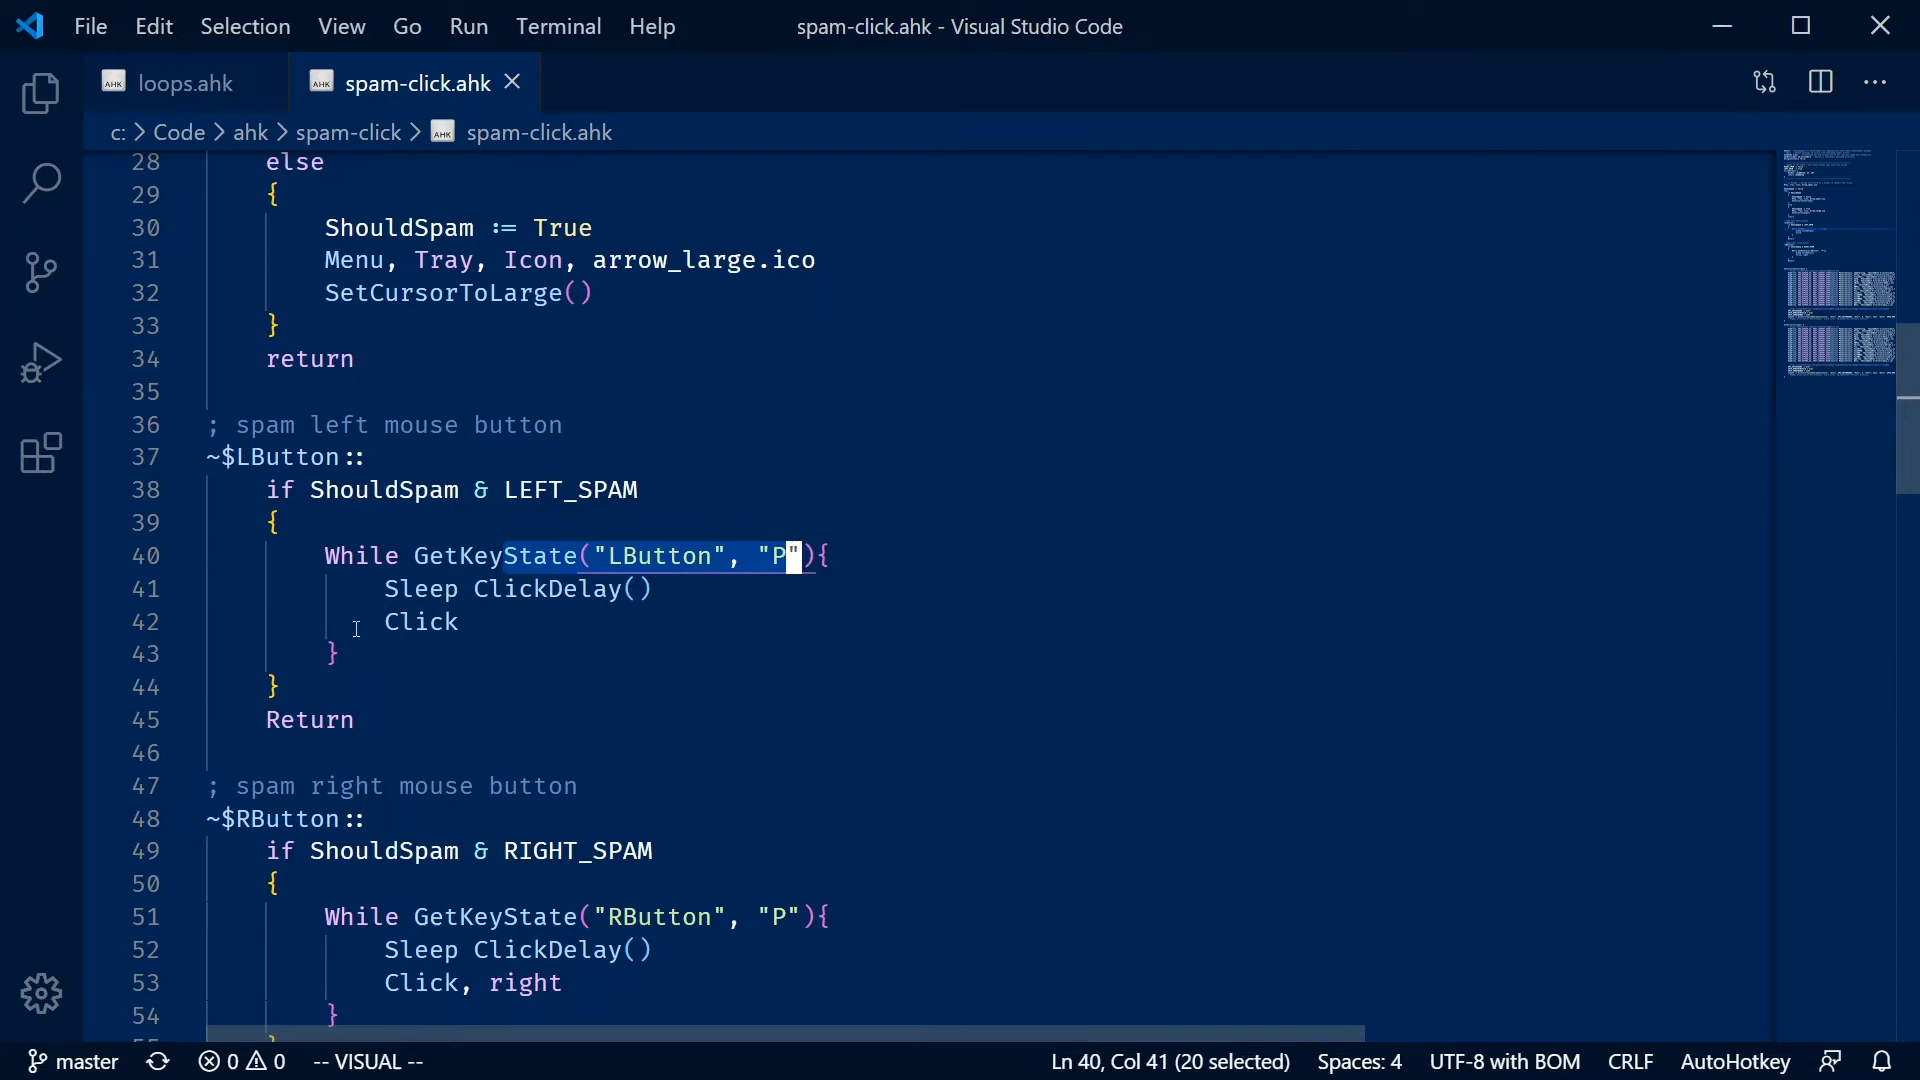 File Edit Selection View Go Run Terminal Help spam-click.ahk - Visual Studio Code
AHK loops.ahk AHK spam-click.ahk
c: > Code > ahk > spam-click > AHK spam-click.ahk
28 else
29 {
30 ShouldSpam := True
31 Menu, Tray, Icon, arrow_large.ico
32 SetCursorToLarge()
33 }
34 return
35
36 ; spam left mouse button
37 ~$LButton::
38 if ShouldSpam & LEFT_SPAM
39 {
40 While GetKeyState("LButton", "P"){
41 Sleep ClickDelay()
42 Click
43 }
44 }
45 Return
46
47 ; spam right mouse button
48 ~$RButton::
49 if ShouldSpam & RIGHT_SPAM
50 {
51 While GetKeyState("RButton", "P"){
52 Sleep ClickDelay()
53 Click, right
54 }
master 0 0 -- VISUAL -- Ln 40, Col 41 (20 selected) Spaces: 4 UTF-8 with BOM CRLF AutoHotkey